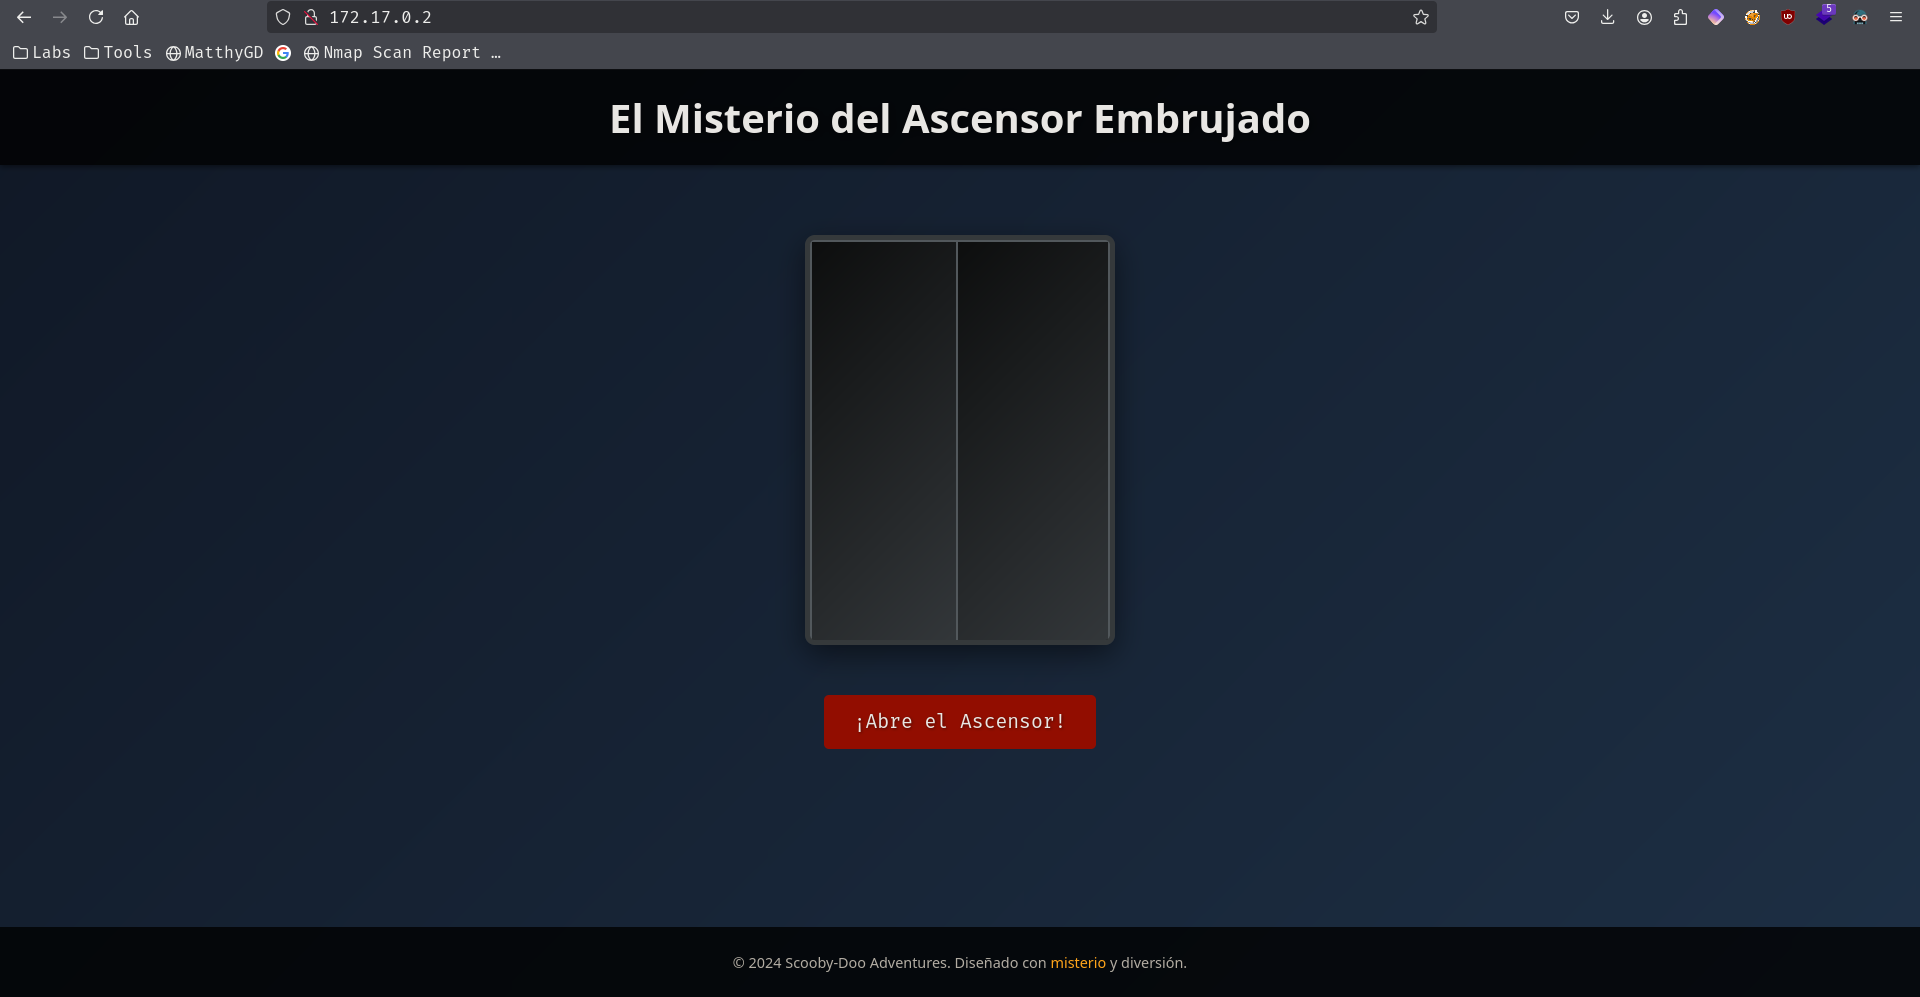 172.17.0.2
5
Labs Tools MatthyGD Nmap Scan Report …
El Misterio del Ascensor Embrujado
¡Abre el Ascensor!
© 2024 Scooby-Doo Adventures. Diseñado con misterio y diversión.